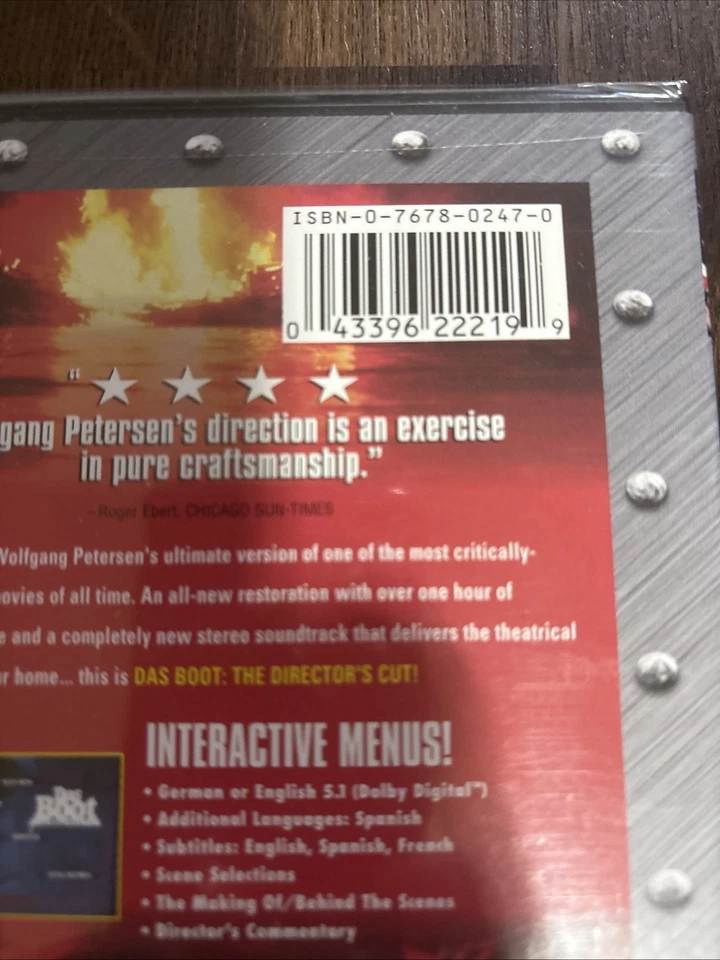 ISBN-0-7678-0247-0
0 43396 22219 9
“★ ★ ★ ★
gang Petersen's direction is an exercise
in pure craftsmanship.”
–Roger Ebert, CHICAGO SUN-TIMES
Wolfgang Petersen's ultimate version of one of the most critically-
ovies of all time. An all-new restoration with over one hour of
e and a completely new stereo soundtrack that delivers the theatrical
r home... this is DAS BOOT: THE DIRECTOR'S CUT!
INTERACTIVE MENUS!
• German or English 5.1 (Dolby Digital™)
• Additional Languages: Spanish
• Subtitles: English, Spanish, French
• Scene Selections
• The Making Of/Behind The Scenes
• Director's Commentary
Das
Boot